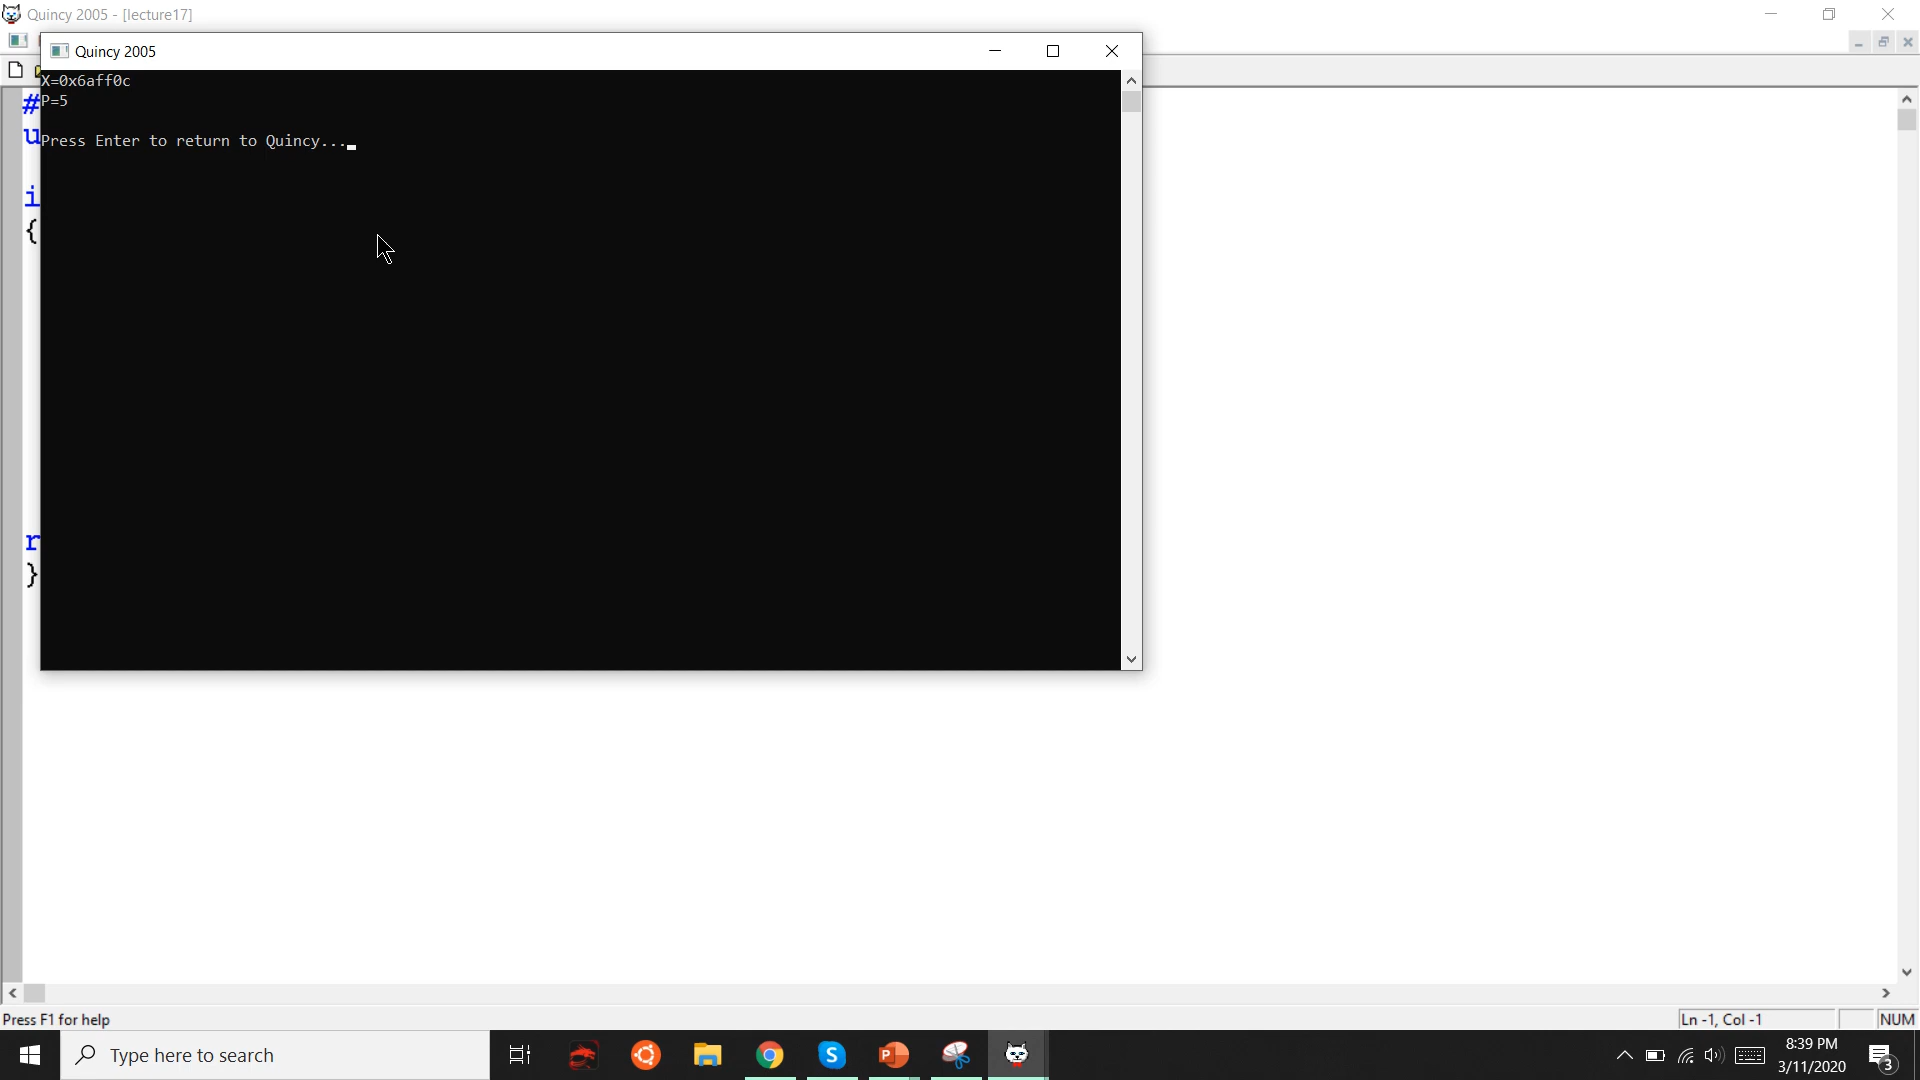 Quincy 2005 - [lecture17]
Quincy 2005
X=0x6aff0c
P=5
Press Enter to return to Quincy...
#
u
i
{
r
}
Press F1 for help
Ln -1, Col -1
NUM
Type here to search
8:39 PM
3/11/2020
3